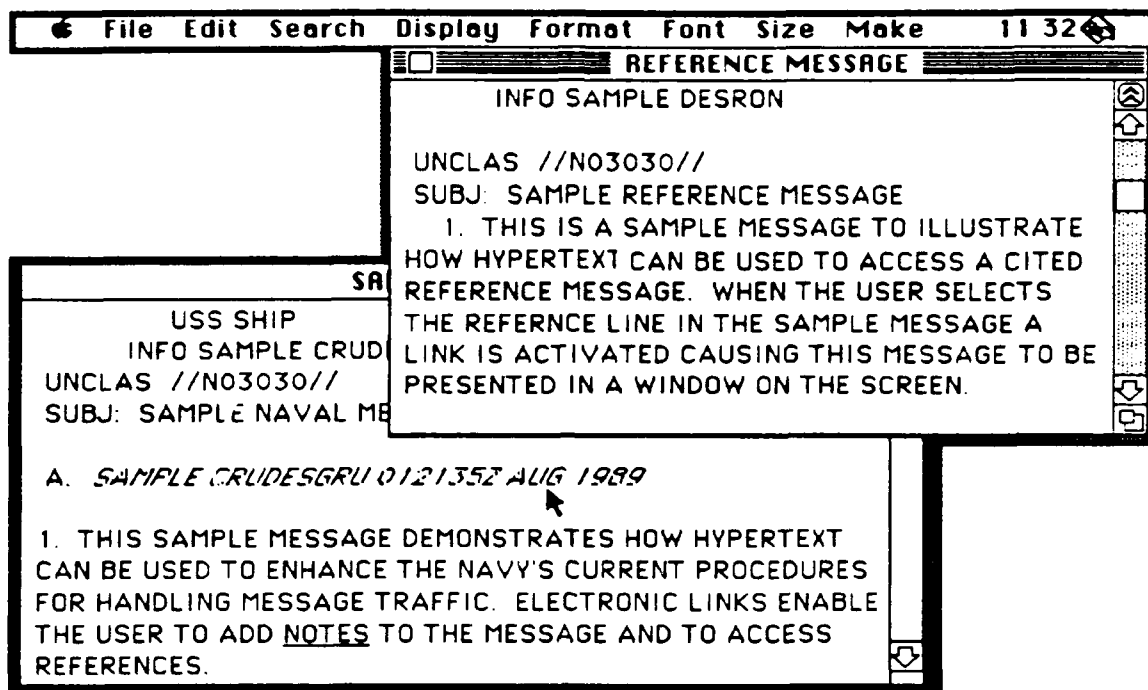 File Edit Search Display Format Font Size Make 11 32
REFERENCE MESSAGE
INFO SAMPLE DESRON
UNCLAS //N03030//
SUBJ: SAMPLE REFERENCE MESSAGE
1. THIS IS A SAMPLE MESSAGE TO ILLUSTRATE
HOW HYPERTEXT CAN BE USED TO ACCESS A CITED
REFERENCE MESSAGE. WHEN THE USER SELECTS
THE REFERNCE LINE IN THE SAMPLE MESSAGE A
LINK IS ACTIVATED CAUSING THIS MESSAGE TO BE
PRESENTED IN A WINDOW ON THE SCREEN.
SA
USS SHIP
INFO SAMPLE CRUD
UNCLAS //N03030//
SUBJ: SAMPLE NAVAL ME
A. SAMPLE CRUDESGRU 012135Z AUG 1989
1. THIS SAMPLE MESSAGE DEMONSTRATES HOW HYPERTEXT
CAN BE USED TO ENHANCE THE NAVY'S CURRENT PROCEDURES
FOR HANDLING MESSAGE TRAFFIC. ELECTRONIC LINKS ENABLE
THE USER TO ADD NOTES TO THE MESSAGE AND TO ACCESS
REFERENCES.